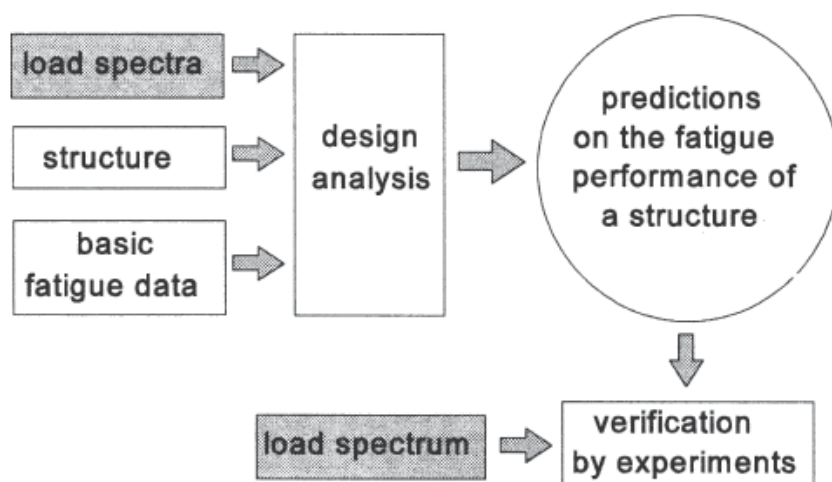 load spectra
structure
basic
fatigue data
design
analysis
predictions
on the fatigue
performance of
a structure
load spectrum
verification
by experiments